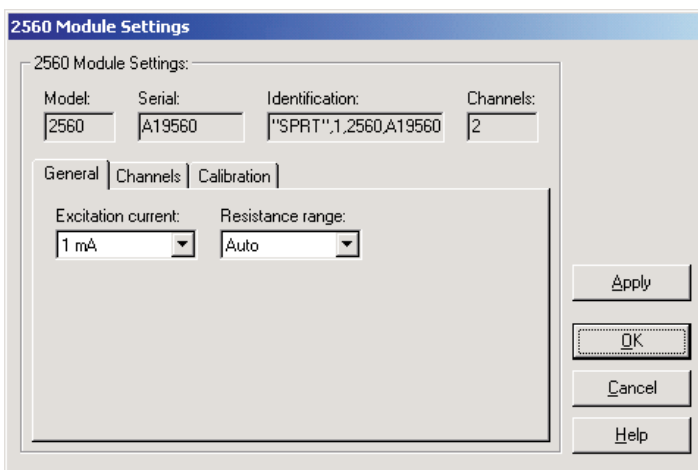 2560 Module Settings
2560 Module Settings:
Model: Serial: Identification: Channels:
2560 A19560 "SPRT",1,2560,A19560 2
General Channels Calibration
Excitation current: Resistance range:
1 mA Auto
Apply
OK
Cancel
Help